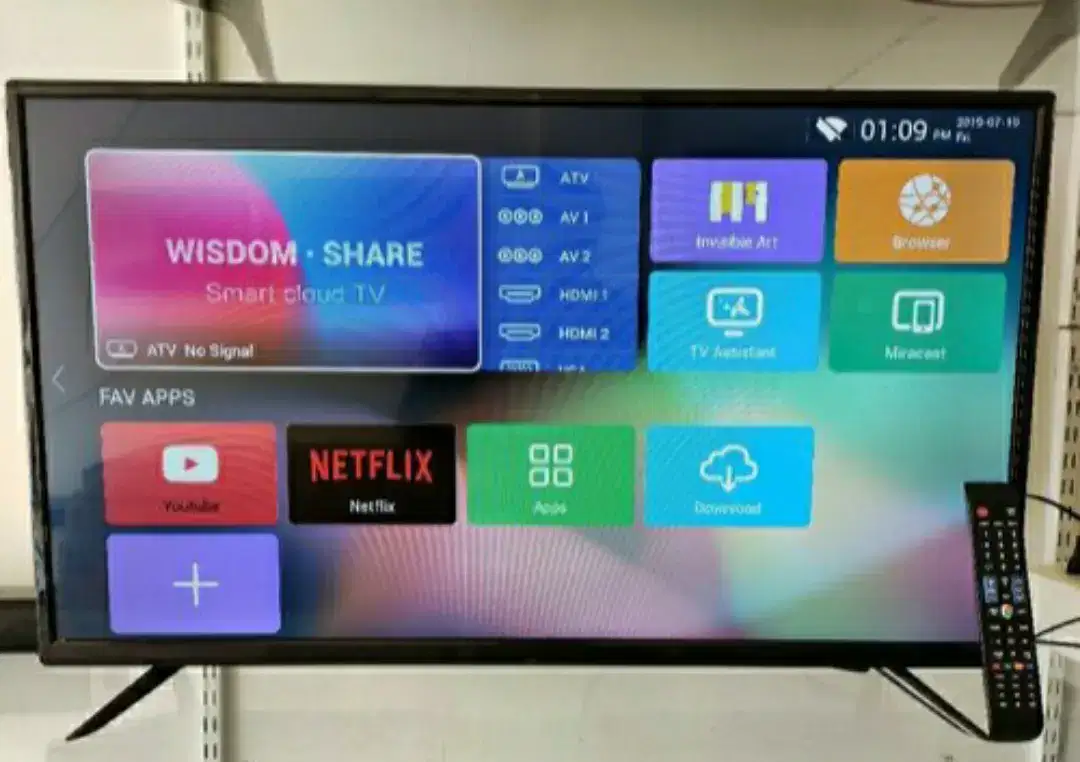 01:09 PM
2019-07-19
Fri
WISDOM · SHARE
Smart cloud TV
ATV No Signal
ATV
AV 1
AV 2
HDMI 1
HDMI 2
Invisible Art
Browser
TV Assistant
Miracast
FAV APPS
Youtube
NETFLIX
Netflix
Apps
Download